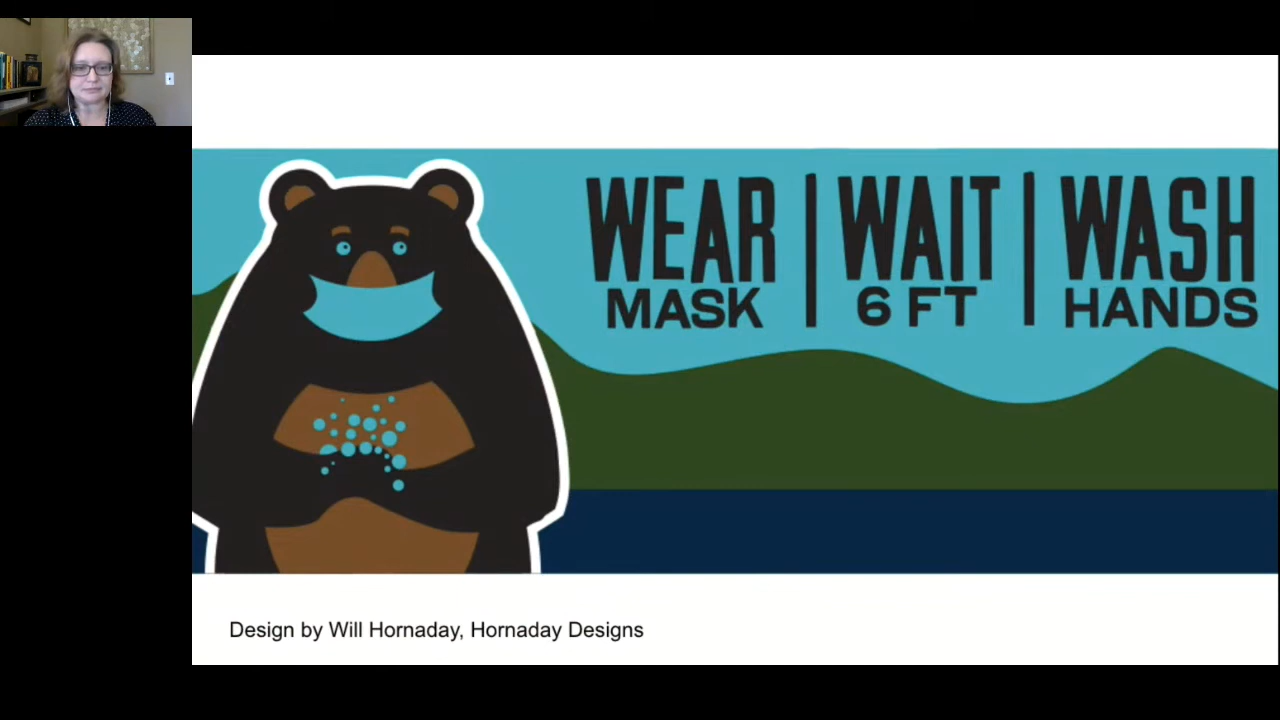 WEAR | WAIT | WASH
MASK | 6 FT | HANDS
Design by Will Hornaday, Hornaday Designs